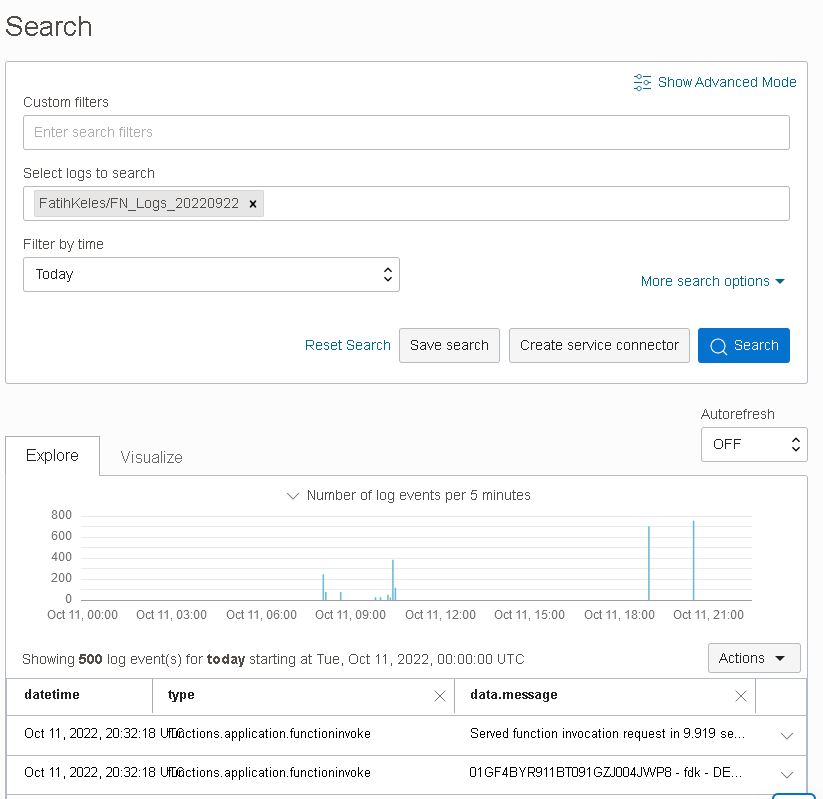 Search
Show Advanced Mode
Custom filters
Enter search filters
Select logs to search
FatihKeles/FN_Logs_20220922 ×
Filter by time
Today
More search options
Reset Search Save search Create service connector Search
Autorefresh
OFF
Explore Visualize
Number of log events per 5 minutes
800
600
400
200
0
Oct 11, 00:00 Oct 11, 03:00 Oct 11, 06:00 Oct 11, 09:00 Oct 11, 12:00 Oct 11, 15:00 Oct 11, 18:00 Oct 11, 21:00
Showing 500 log event(s) for today starting at Tue, Oct 11, 2022, 00:00:00 UTC
Actions
datetime type data.message
Oct 11, 2022, 20:32:18 UTC functions.application.functioninvoke Served function invocation request in 9.919 se...
Oct 11, 2022, 20:32:18 UTC functions.application.functioninvoke 01GF4BYR911BT091GZJ004JVVP8 - fdk - DE...